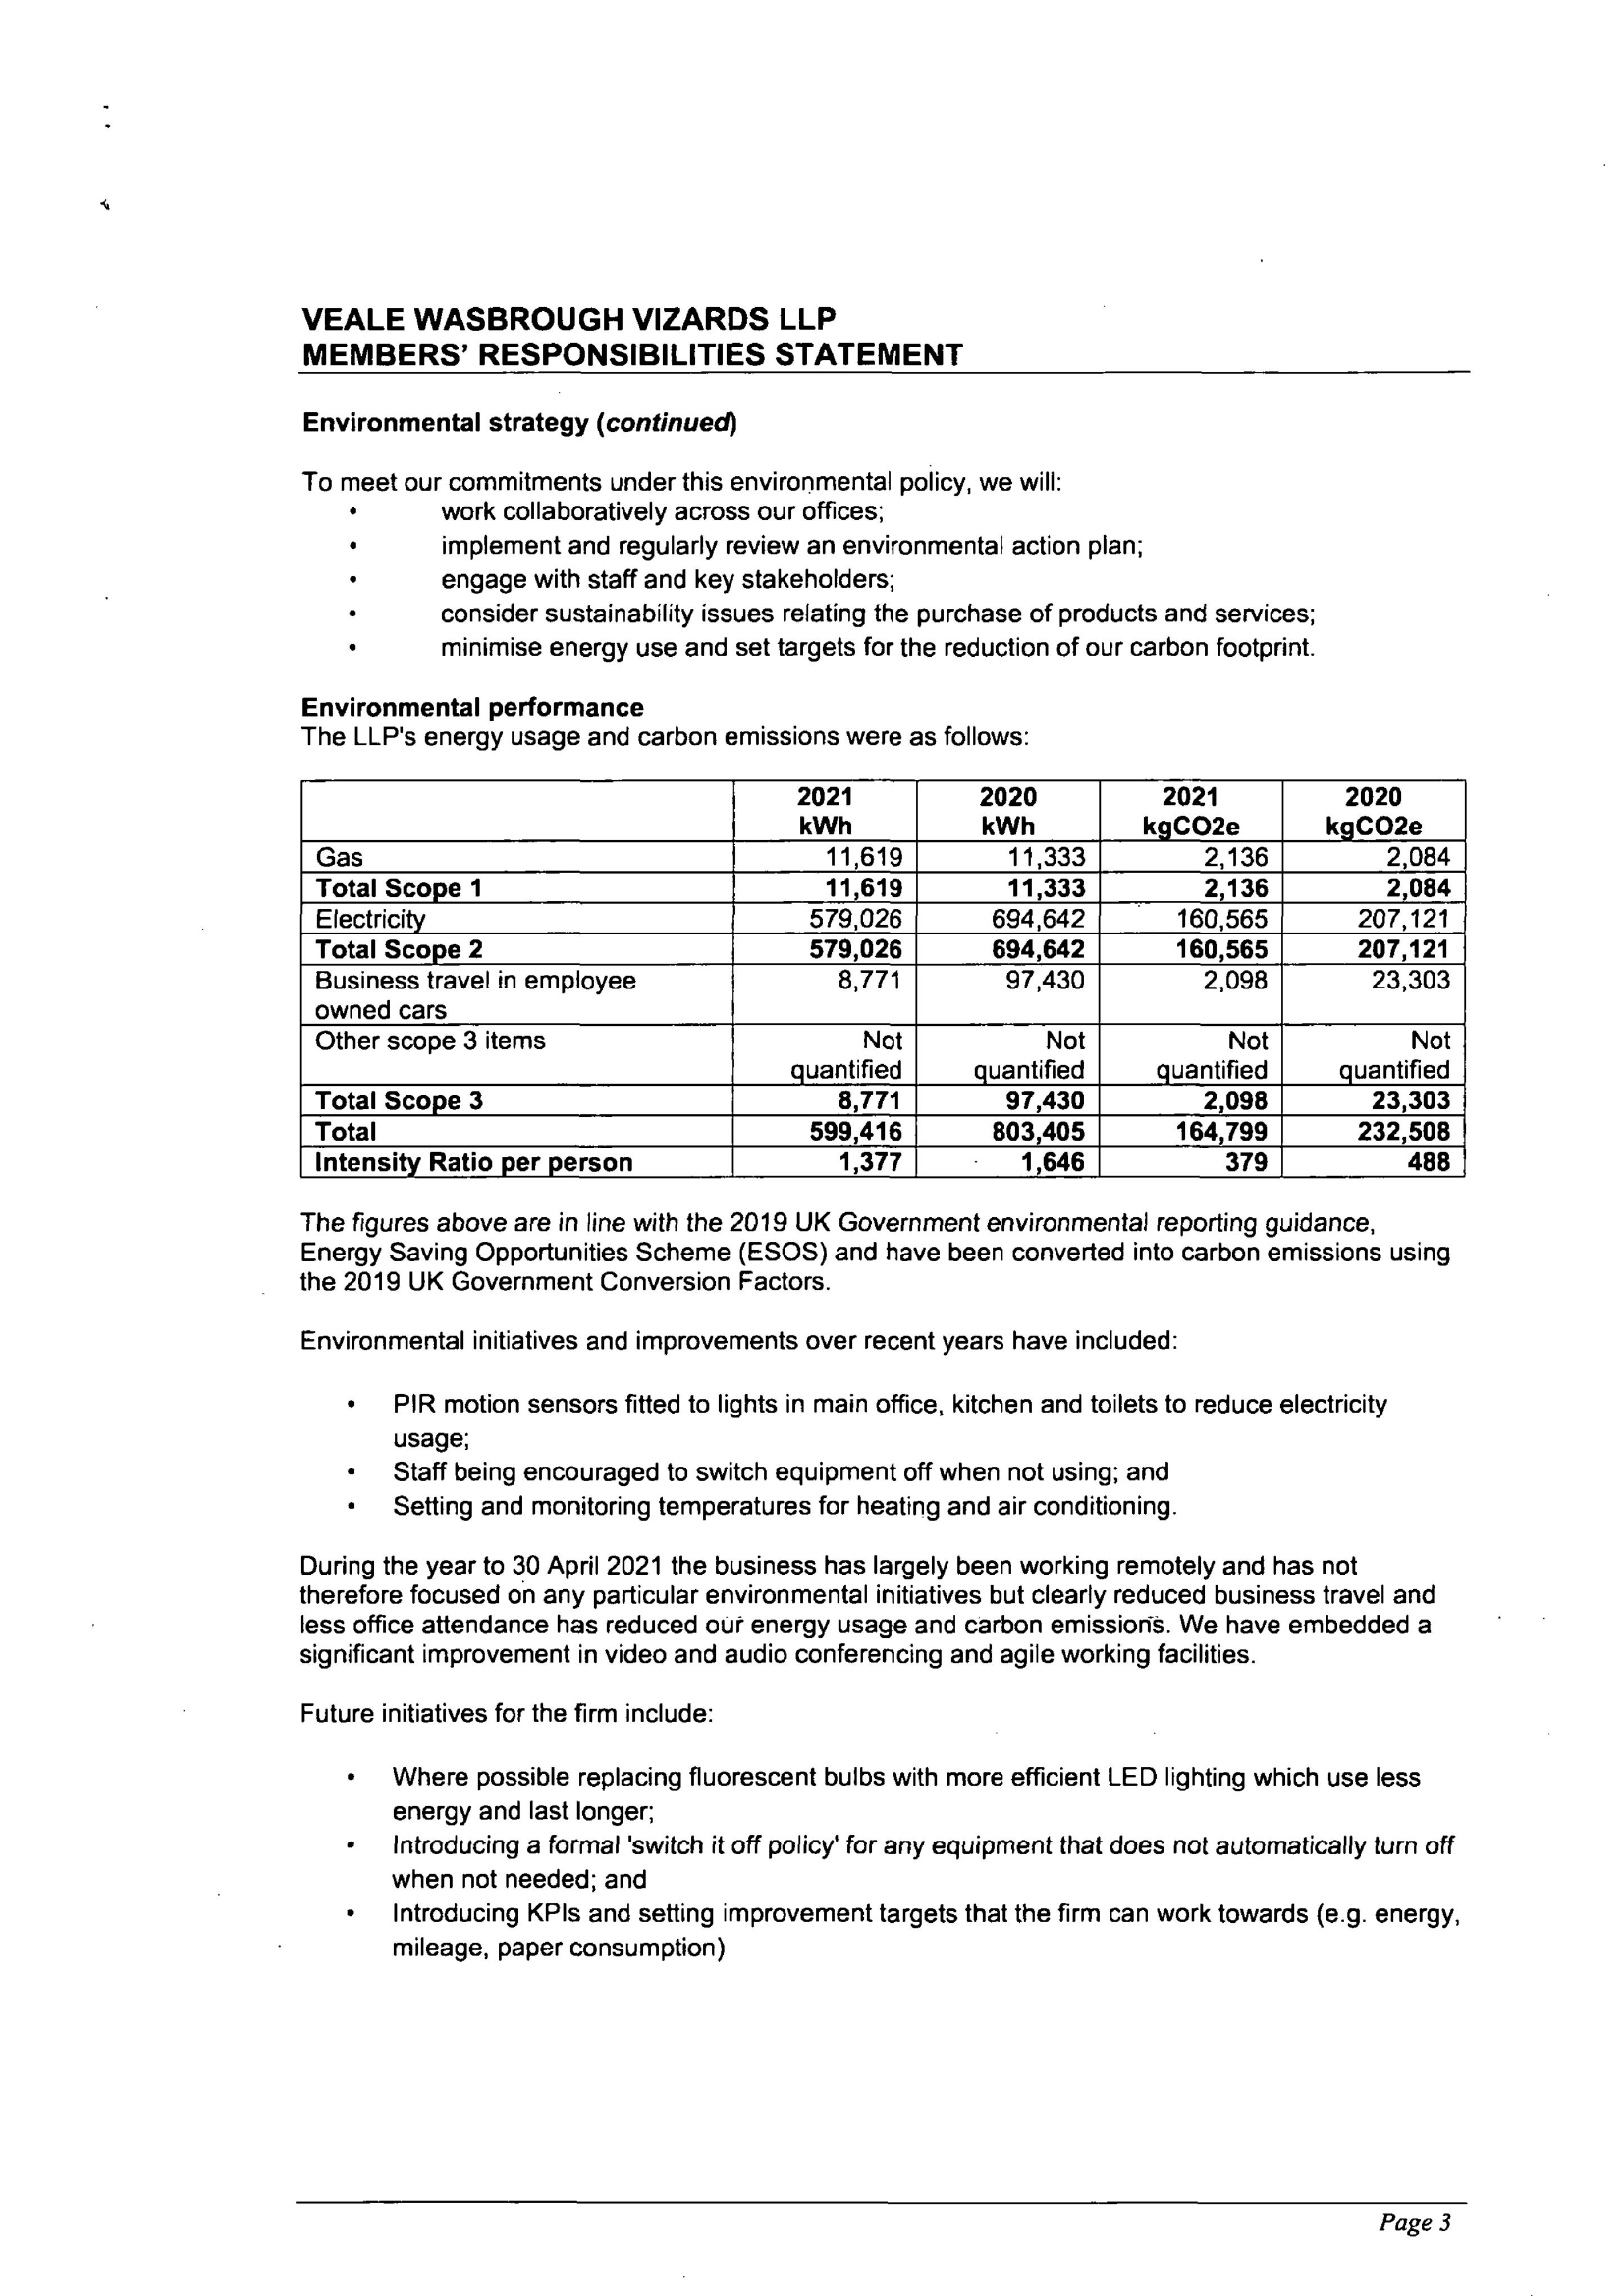 VEALE WASBROUGH VIZARDS LLP
MEMBERS' RESPONSIBILITIES STATEMENT
Environmental strategy (continued)
To meet our commitments under this environmental policy, we will:
• work collaboratively across our offices;
• implement and regularly review an environmental action plan;
• engage with staff and key stakeholders;
• consider sustainability issues relating the purchase of products and services;
• minimise energy use and set targets for the reduction of our carbon footprint.
Environmental performance
The LLP's energy usage and carbon emissions were as follows:
2021 2020 2021 2020
kWh kWh kgCO2e kgCO2e
Gas 11,619 11,333 2,136 2,084
Total Scope 1 11,619 11,333 2,136 2,084
Electricity 579,026 694,642 160,565 207,121
Total Scope 2 579,026 694,642 160,565 207,121
Business travel in employee 8,771 97,430 2,098 23,303
owned cars
Other scope 3 items Not Not Not Not
quantified quantified quantified quantified
Total Scope 3 8,771 97,430 2,098 23,303
Total 599,416 803,405 164,799 232,508
Intensity Ratio per person 1,377 1,646 379 488
The figures above are in line with the 2019 UK Government environmental reporting guidance,
Energy Saving Opportunities Scheme (ESOS) and have been converted into carbon emissions using
the 2019 UK Government Conversion Factors.
Environmental initiatives and improvements over recent years have included:
• PIR motion sensors fitted to lights in main office, kitchen and toilets to reduce electricity
usage;
• Staff being encouraged to switch equipment off when not using; and
• Setting and monitoring temperatures for heating and air conditioning.
During the year to 30 April 2021 the business has largely been working remotely and has not
therefore focused on any particular environmental initiatives but clearly reduced business travel and
less office attendance has reduced our energy usage and carbon emissions. We have embedded a
significant improvement in video and audio conferencing and agile working facilities.
Future initiatives for the firm include:
• Where possible replacing fluorescent bulbs with more efficient LED lighting which use less
energy and last longer;
• Introducing a formal 'switch it off policy' for any equipment that does not automatically turn off
when not needed; and
• Introducing KPIs and setting improvement targets that the firm can work towards (e.g. energy,
mileage, paper consumption)
Page 3